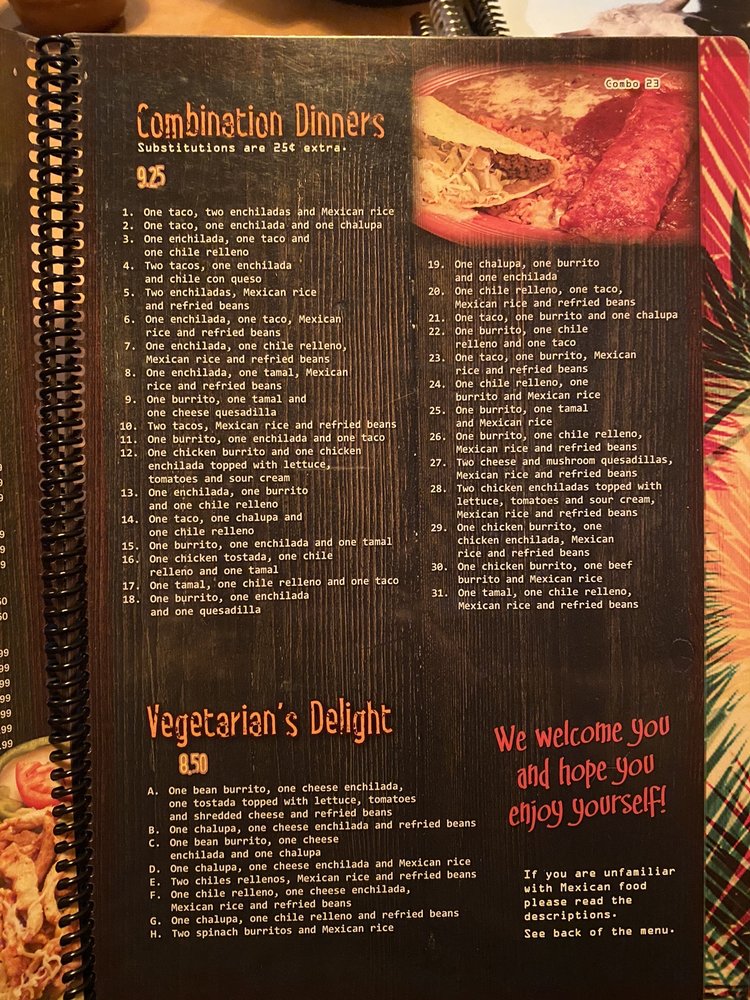 Combo 23
Combination Dinners
Substitutions are 25¢ extra.
9.25
1. One taco, two enchiladas and Mexican rice
2. One taco, one enchilada and one chalupa
3. One enchilada, one taco and
one chile relleno
4. Two tacos, one enchilada
and chile con queso
5. Two enchiladas, Mexican rice
and refried beans
6. One enchilada, one taco, Mexican
rice and refried beans
7. One enchilada, one chile relleno,
Mexican rice and refried beans
8. One enchilada, one tamal, Mexican
rice and refried beans
9. One burrito, one tamal and
one cheese quesadilla
10. Two tacos, Mexican rice and refried beans
11. One burrito, one enchilada and one taco
12. One chicken burrito and one chicken
enchilada topped with lettuce,
tomatoes and sour cream
13. One enchilada, one burrito
and one chile relleno
14. One taco, one chalupa and
one chile relleno
15. One burrito, one enchilada and one tamal
16. One chicken tostada, one chile
relleno and one tamal
17. One tamal, one chile relleno and one taco
18. One burrito, one enchilada
and one quesadilla
19. One chalupa, one burrito
and one enchilada
20. One chile relleno, one taco,
Mexican rice and refried beans
21. One taco, one burrito and one chalupa
22. One burrito, one chile
relleno and one taco
23. One taco, one burrito, Mexican
rice and refried beans
24. One chile relleno, one
burrito and Mexican rice
25. One burrito, one tamal
and Mexican rice
26. One burrito, one chile relleno,
Mexican rice and refried beans
27. Two cheese and mushroom quesadillas,
Mexican rice and refried beans
28. Two chicken enchiladas topped with
lettuce, tomatoes and sour cream,
Mexican rice and refried beans
29. One chicken burrito, one
chicken enchilada, Mexican
rice and refried beans
30. One chicken burrito, one beef
burrito and Mexican rice
31. One tamal, one chile relleno,
Mexican rice and refried beans
Vegetarian's Delight
8.50
A. One bean burrito, one cheese enchilada,
one tostada topped with lettuce, tomatoes
and shredded cheese and refried beans
B. One chalupa, one cheese enchilada and refried beans
C. One bean burrito, one cheese
enchilada and one chalupa
D. One chalupa, one cheese enchilada and Mexican rice
E. Two chiles rellenos, Mexican rice and refried beans
F. One chile relleno, one cheese enchilada,
Mexican rice and refried beans
G. One chalupa, one chile relleno and refried beans
H. Two spinach burritos and Mexican rice
We welcome you
and hope you
enjoy yourself!
If you are unfamiliar
with Mexican food
please read the
descriptions.
See back of the menu.